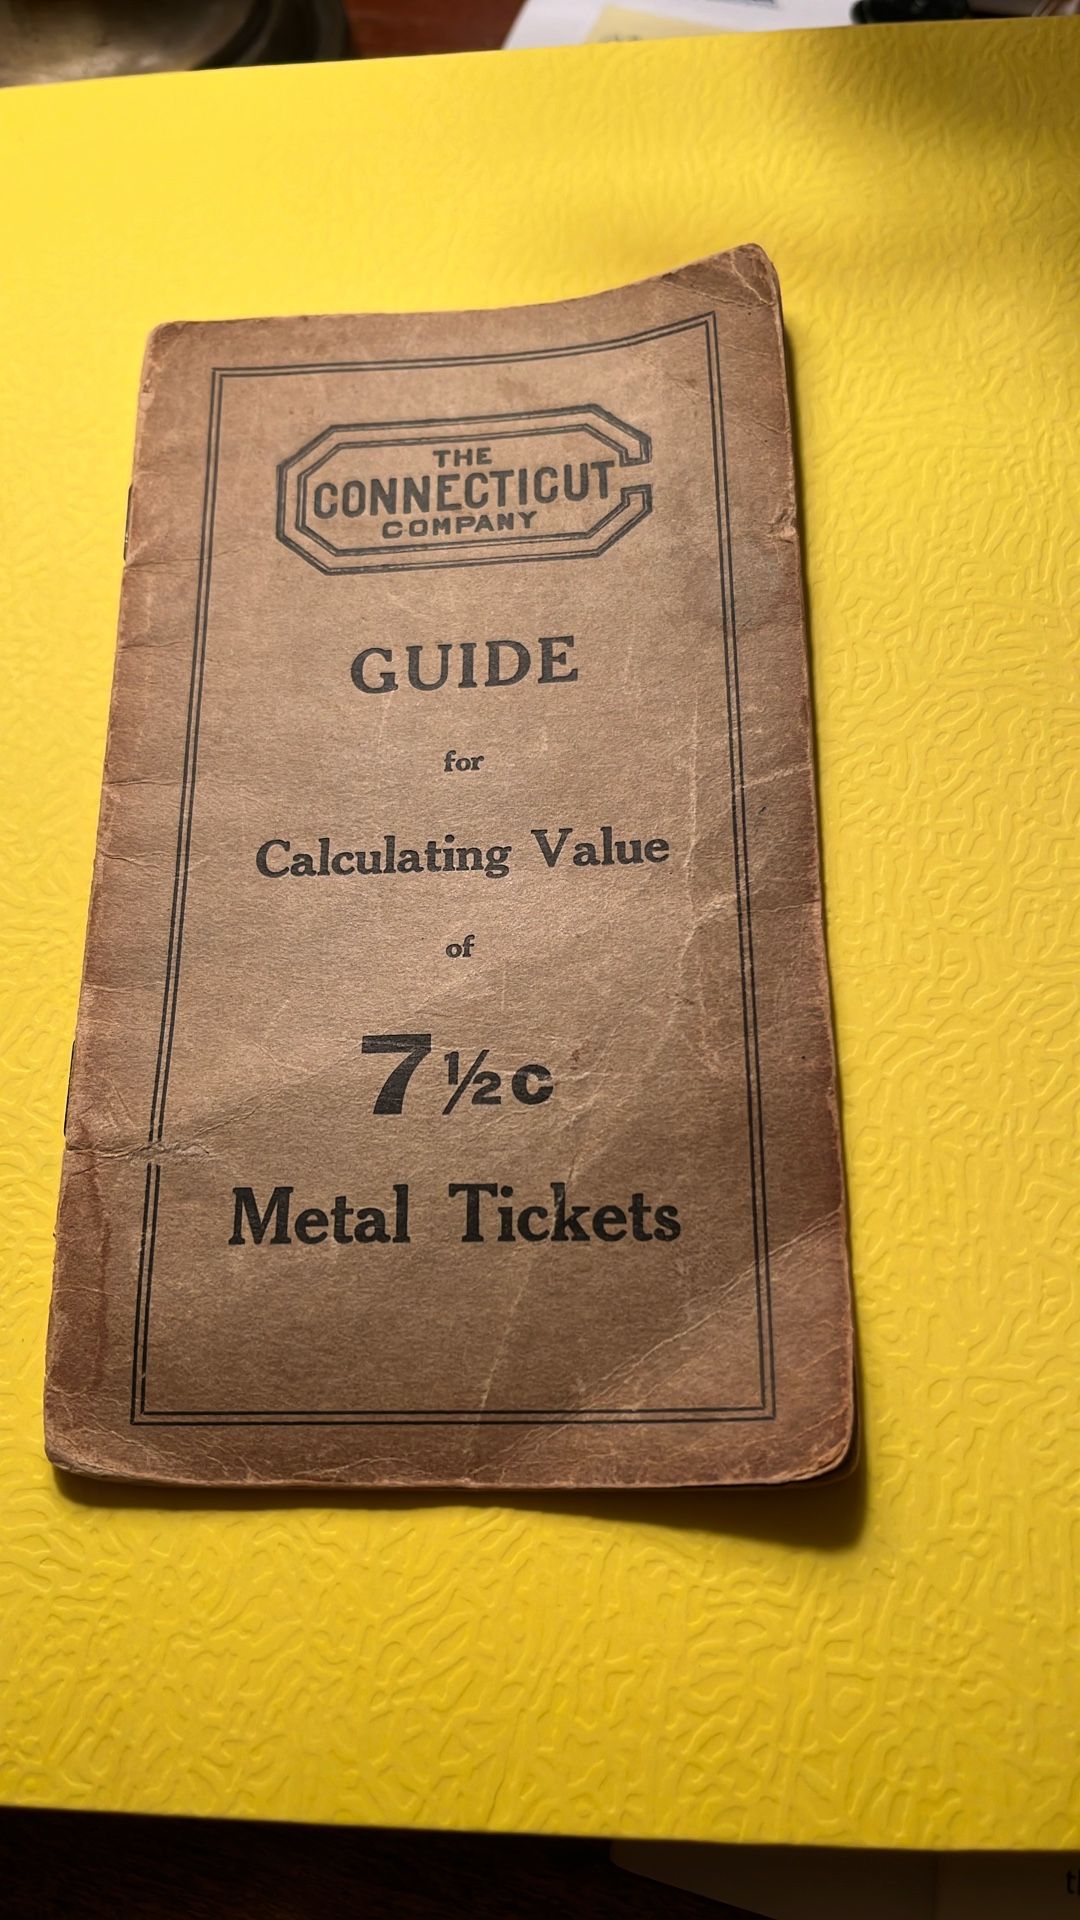 THE
CONNECTICUT
COMPANY
GUIDE
for
Calculating Value
of
7½c
Metal Tickets